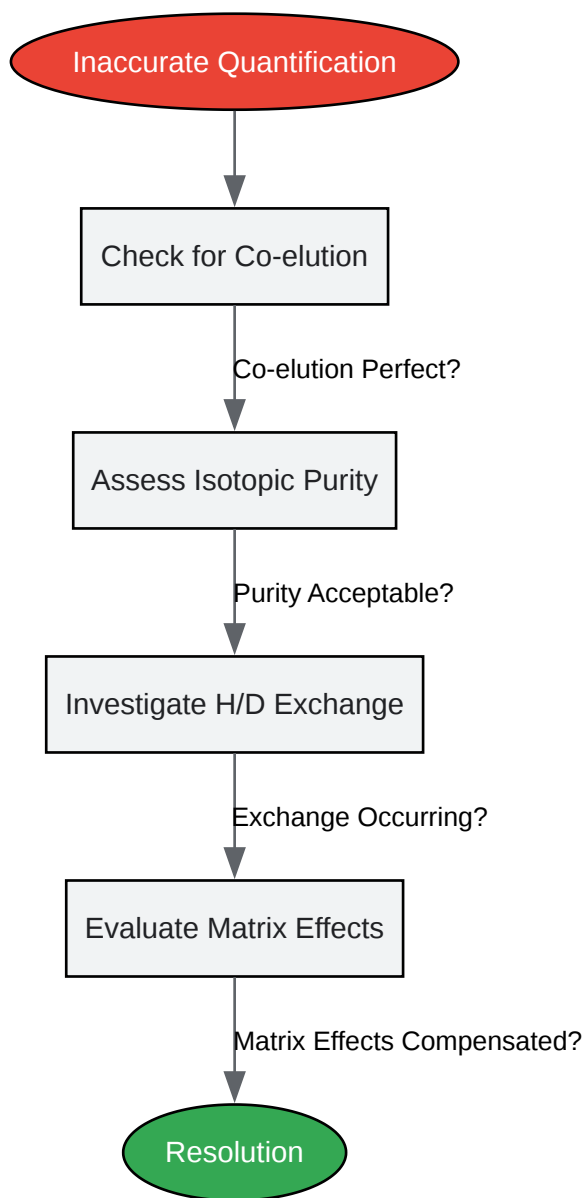 Inaccurate Quantification
Check for Co-elution
Co-elution Perfect?
Assess Isotopic Purity
Purity Acceptable?
Investigate H/D Exchange
Exchange Occurring?
Evaluate Matrix Effects
Matrix Effects Compensated?
Resolution